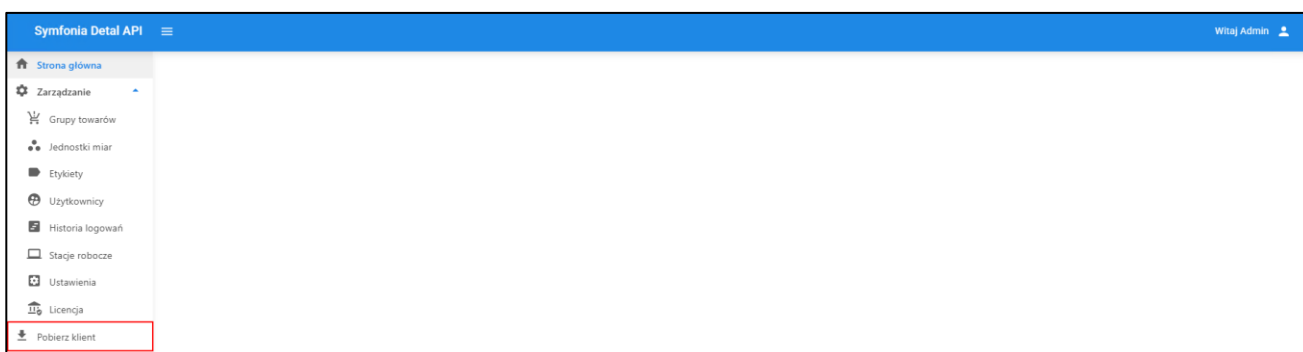 Symfonia Detal API
Witaj Admin
Strona główna
Zarządzanie
Grupy towarów
Jednostki miar
Etykiety
Użytkownicy
Historia logowań
Stacje robocze
Ustawienia
Licencja
Pobierz klient